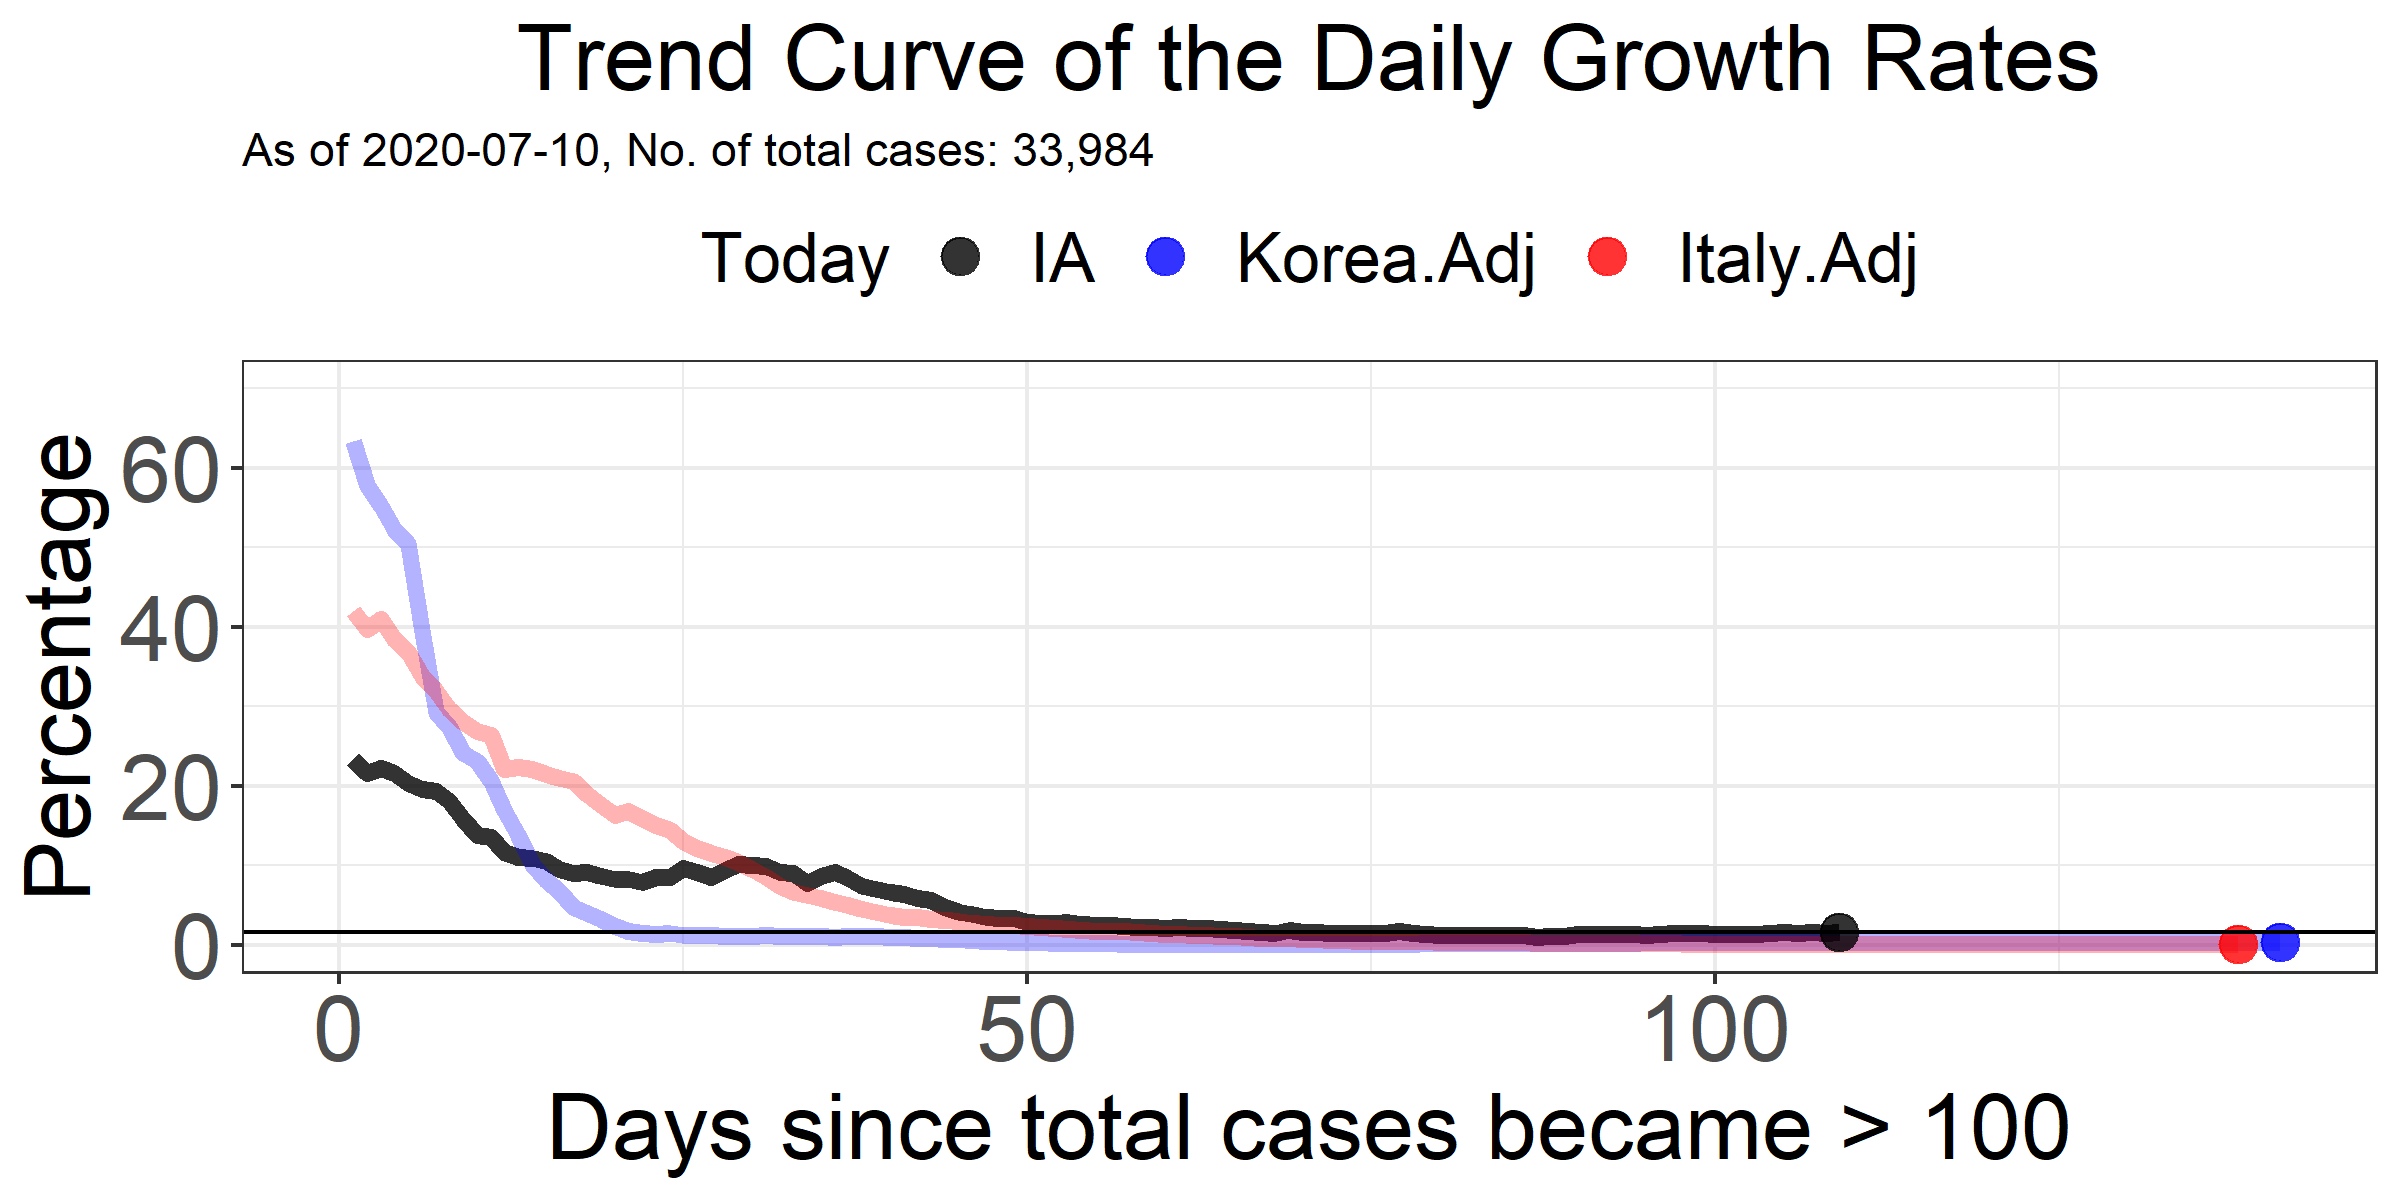 Trend Curve of the Daily Growth Rates
As of 2020-07-10, No. of total cases: 33,984
Today IA Korea.Adj Italy.Adj
Percentage
60
40
20
0
0 50 100
Days since total cases became > 100